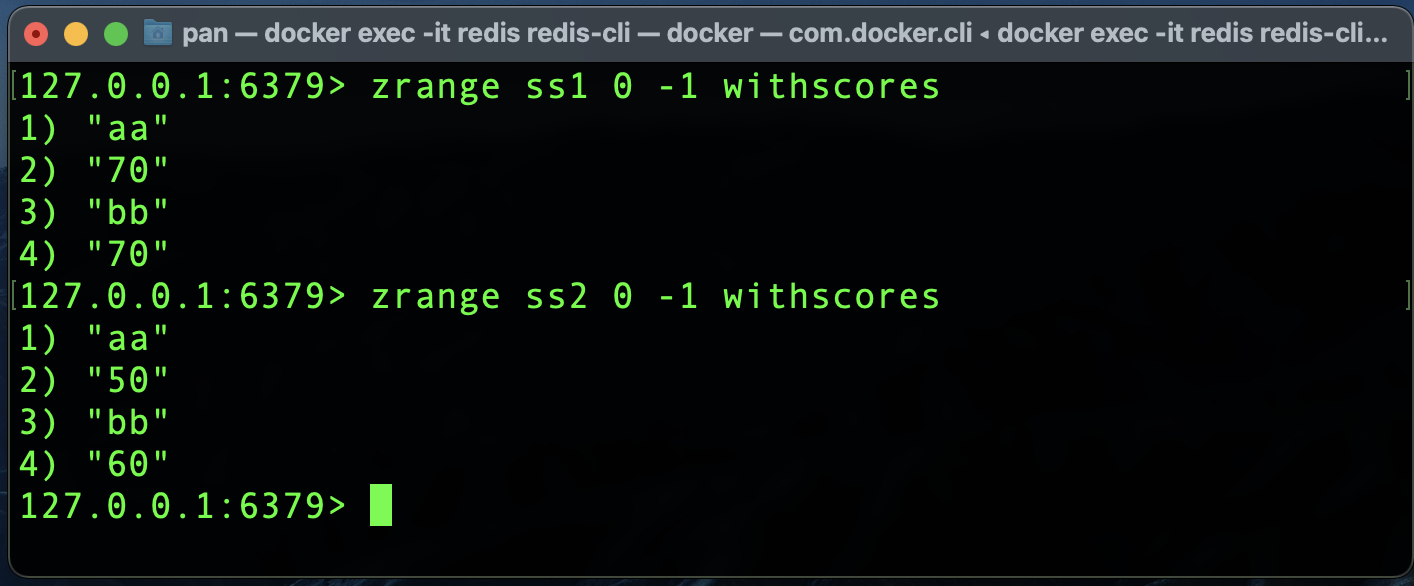 pan — docker exec -it redis redis-cli — docker — com.docker.cli ◂ docker exec -it redis redis-cli...
[127.0.0.1:6379> zrange ss1 0 -1 withscores ]
1) "aa"
2) "70"
3) "bb"
4) "70"
[127.0.0.1:6379> zrange ss2 0 -1 withscores ]
1) "aa"
2) "50"
3) "bb"
4) "60"
127.0.0.1:6379>